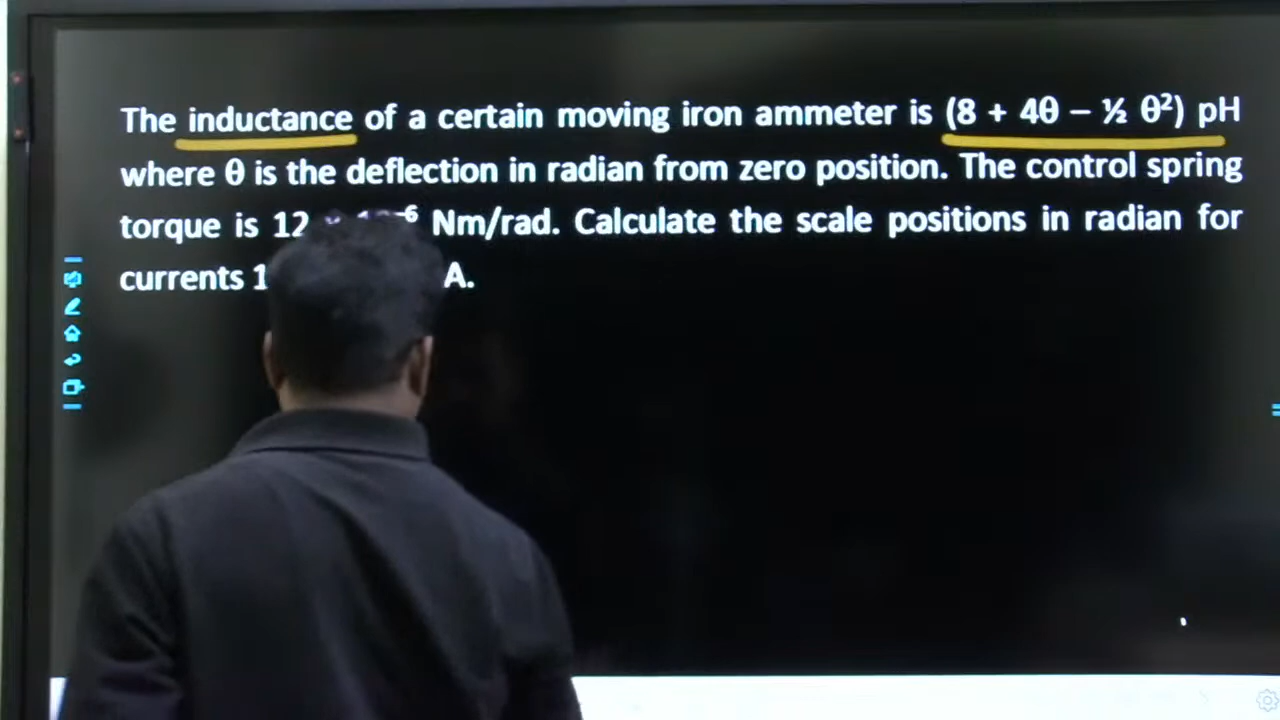 The inductance of a certain moving iron ammeter is (8 + 4θ – ½ θ²) pH
where θ is the deflection in radian from zero position. The control spring
torque is 12 ⁻⁶ Nm/rad. Calculate the scale positions in radian for
currents 1 A.